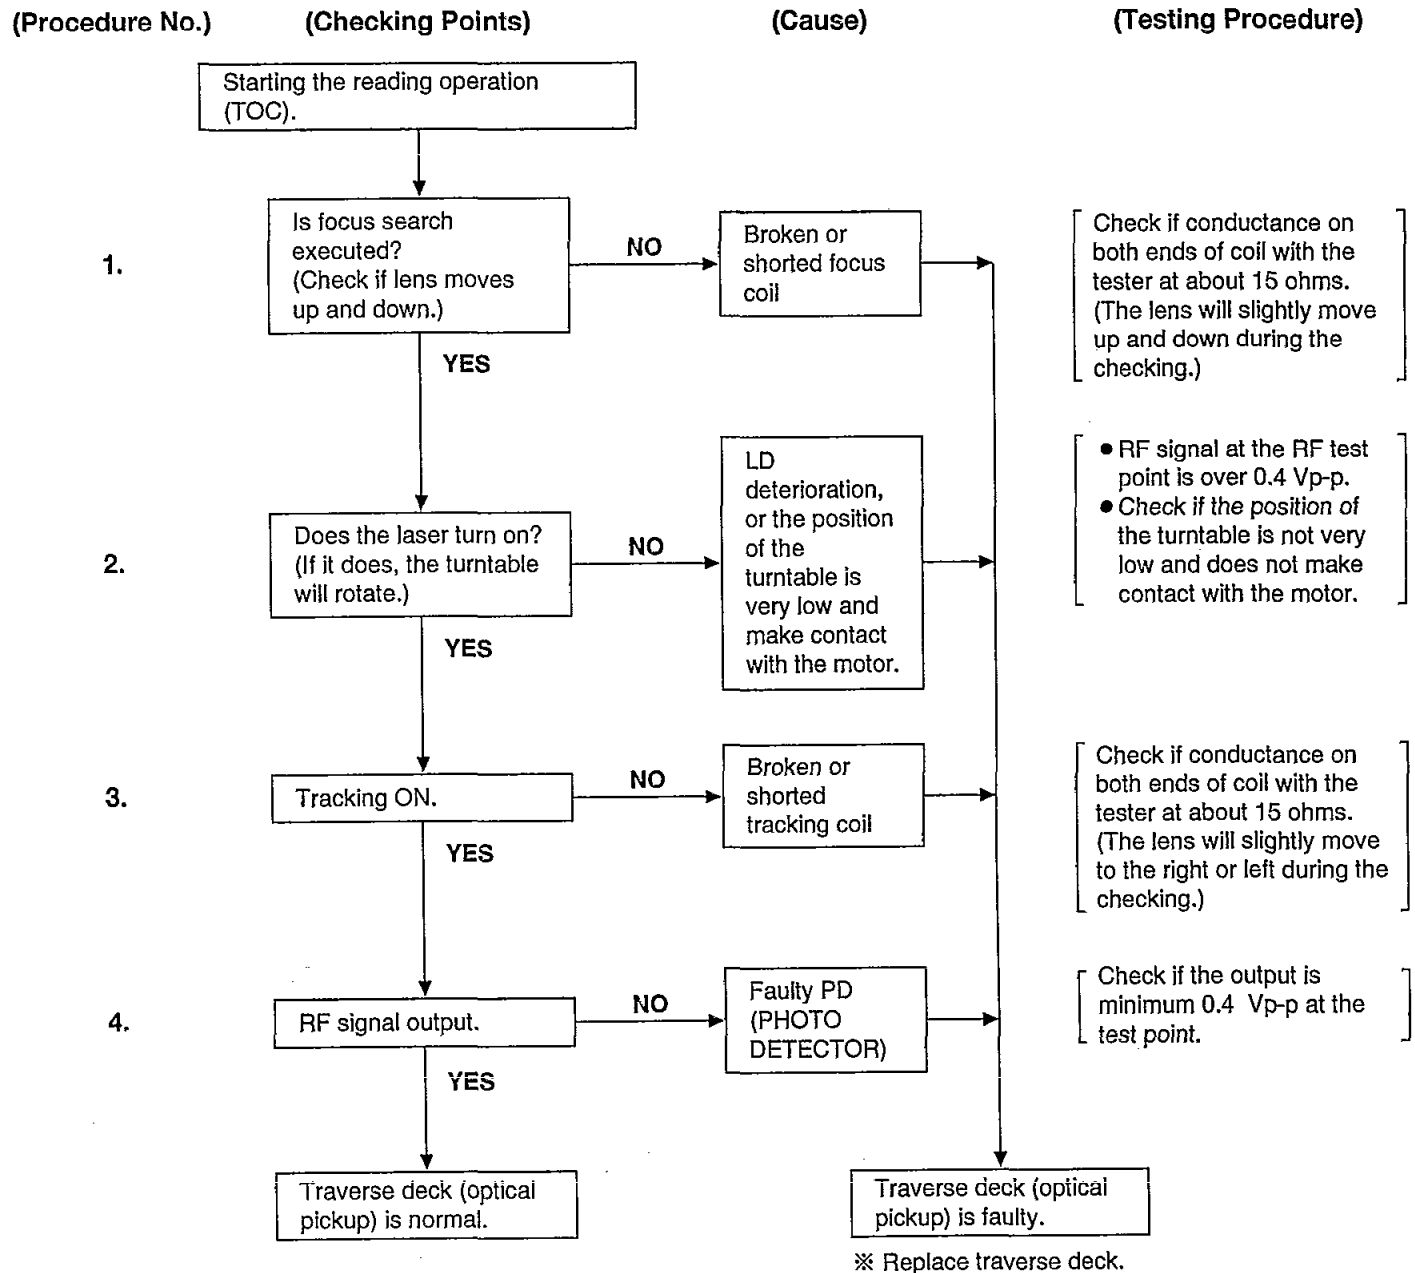 (Procedure No.)
(Checking Points)
(Cause)
(Testing Procedure)
Starting the reading operation
(TOC).
1.
Is focus search
executed?
(Check if lens moves
up and down.)
NO
Broken or
shorted focus
coil
Check if conductance on
both ends of coil with the
tester at about 15 ohms.
(The lens will slightly move
up and down during the
checking.)
YES
2.
Does the laser turn on?
(If it does, the turntable
will rotate.)
NO
LD
deterioration,
or the position
of the
turntable is
very low and
make contact
with the motor.
● RF signal at the RF test
point is over 0.4 Vp-p.
● Check if the position of
the turntable is not very
low and does not make
contact with the motor.
YES
3.
Tracking ON.
NO
Broken or
shorted
tracking coil
Check if conductance on
both ends of coil with the
tester at about 15 ohms.
(The lens will slightly move
to the right or left during the
checking.)
YES
4.
RF signal output.
NO
Faulty PD
(PHOTO
DETECTOR)
Check if the output is
minimum 0.4 Vp-p at the
test point.
YES
Traverse deck (optical
pickup) is normal.
Traverse deck (optical
pickup) is faulty.
※ Replace traverse deck.